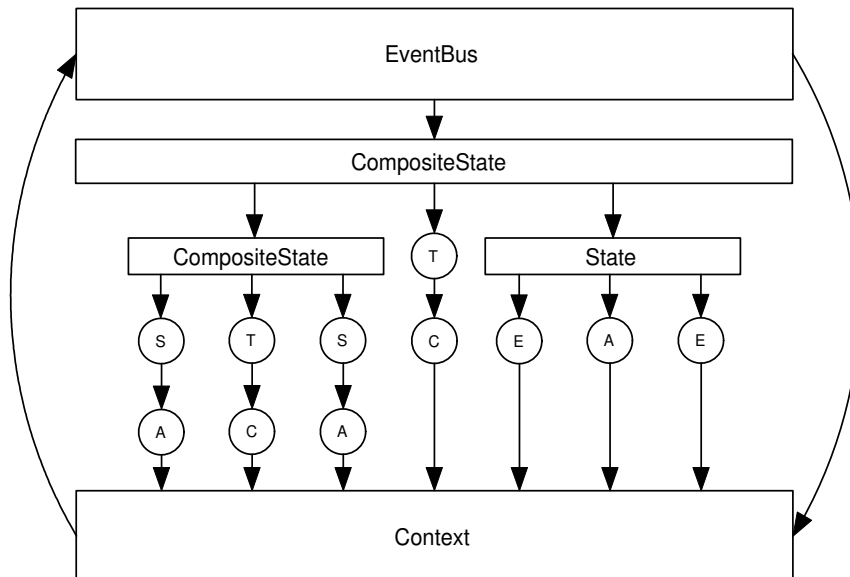 EventBus
CompositeState
CompositeState
T
State
S
T
S
C
E
A
E
A
C
A
Context